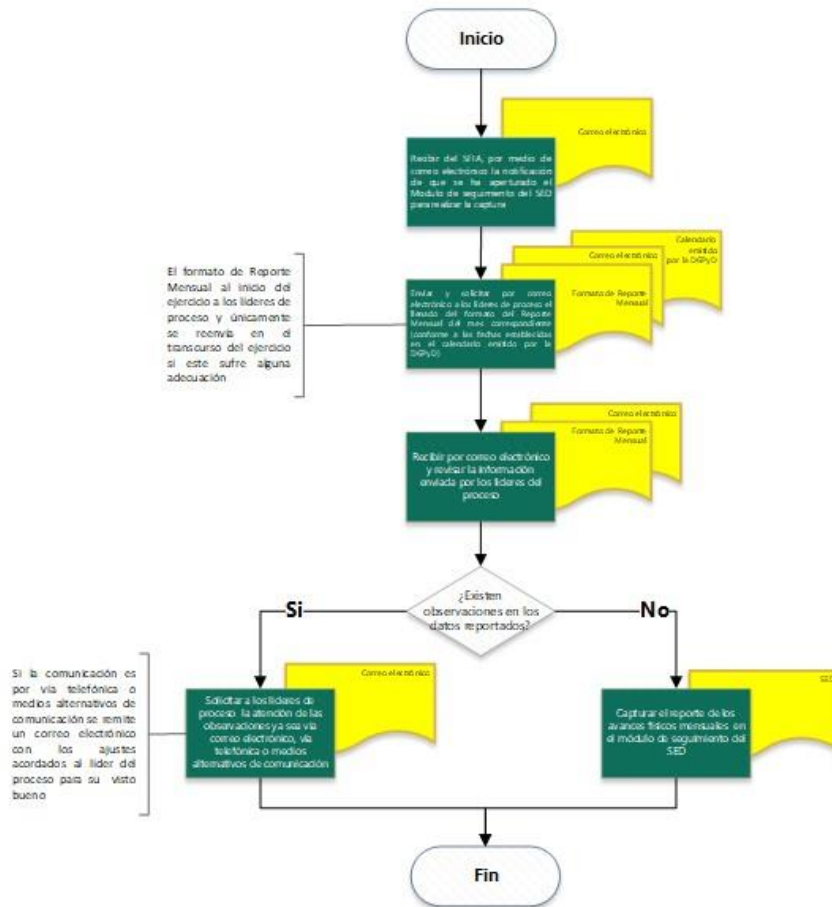 Inicio
Correo electrónico
Recibir del SFIA, por medio de
correo electrónico la notificación
de que se ha aperturado el
Modulo de seguimiento del SED
para realizar la captura
Calendario
emitido
por la DGPyD
Correo electrónico
Formato de Reporte
Mensual
El formato de Reporte
Mensual al inicio del
ejercicio a los líderes de
proceso y únicamente
se reenvía en el
transcurso del ejercicio
si este sufre alguna
adecuación
Enviar y solicitar por correo
electrónico a los líderes de proceso el
llenado del formato del Reporte
Mensual del mes correspondiente
(conforme a las fechas establecidas
en el calendario emitido por la
DGPyD)
Correo electrónico
Formato de Reporte
Mensual
Recibir por correo electrónico
y revisar la información
enviada por los líderes del
proceso
¿Existen
observaciones en los
datos reportados?
Si
No
Si la comunicación es
por vía telefónica o
medios alternativos de
comunicación se remite
un correo electrónico
con los ajustes
acordados al líder del
proceso para su visto
bueno
Correo electrónico
Solicitar a los líderes de
proceso la atención de las
observaciones ya sea vía
correo electrónico, vía
telefónica o medios
alternativos de comunicación
SED
Capturar el reporte de los
avances físicos mensuales en
el módulo de seguimiento del
SED
Fin